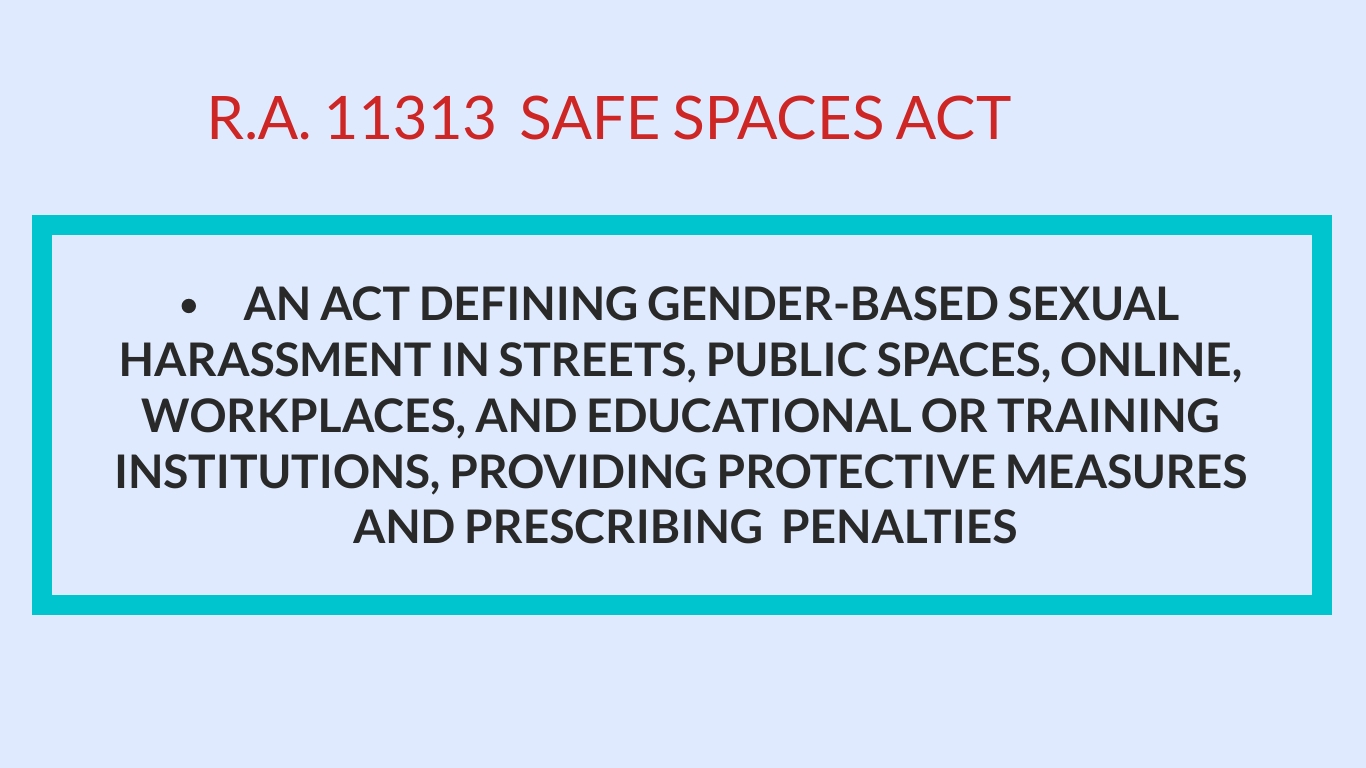 R.A. 11313  SAFE SPACES ACT
• AN ACT DEFINING GENDER-BASED SEXUAL
HARASSMENT IN STREETS, PUBLIC SPACES, ONLINE,
WORKPLACES, AND EDUCATIONAL OR TRAINING
INSTITUTIONS, PROVIDING PROTECTIVE MEASURES
AND PRESCRIBING  PENALTIES